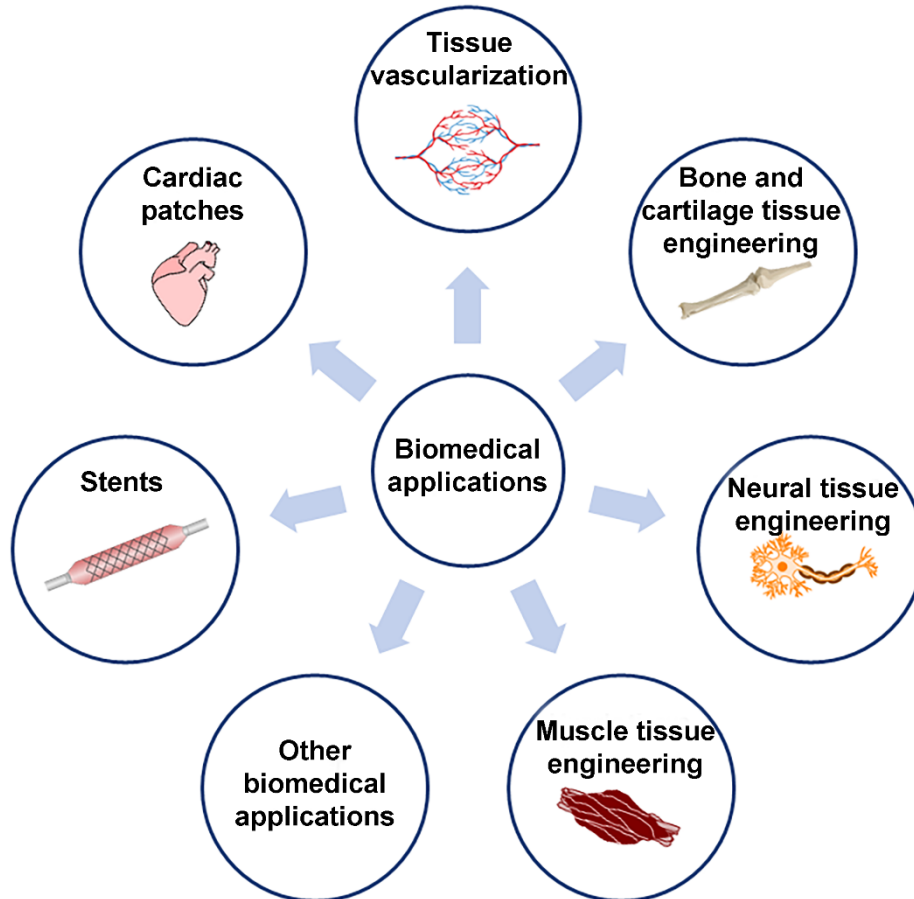 Tissue
vascularization
Cardiac
patches
Bone and
cartilage tissue
engineering
Biomedical
applications
Stents
Neural tissue
engineering
Other
biomedical
applications
Muscle tissue
engineering